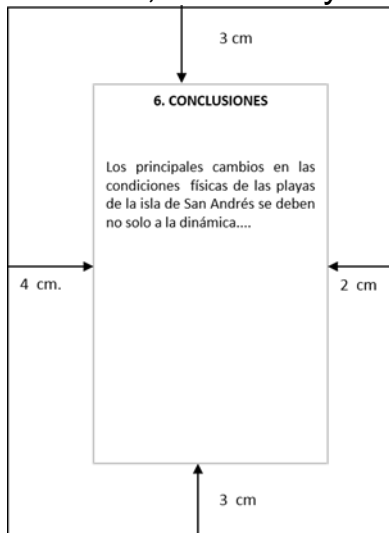 3 cm
6. CONCLUSIONES
Los principales cambios en las
condiciones físicas de las playas
de la isla de San Andrés se deben
no solo a la dinámica....
4 cm.
2 cm
3 cm